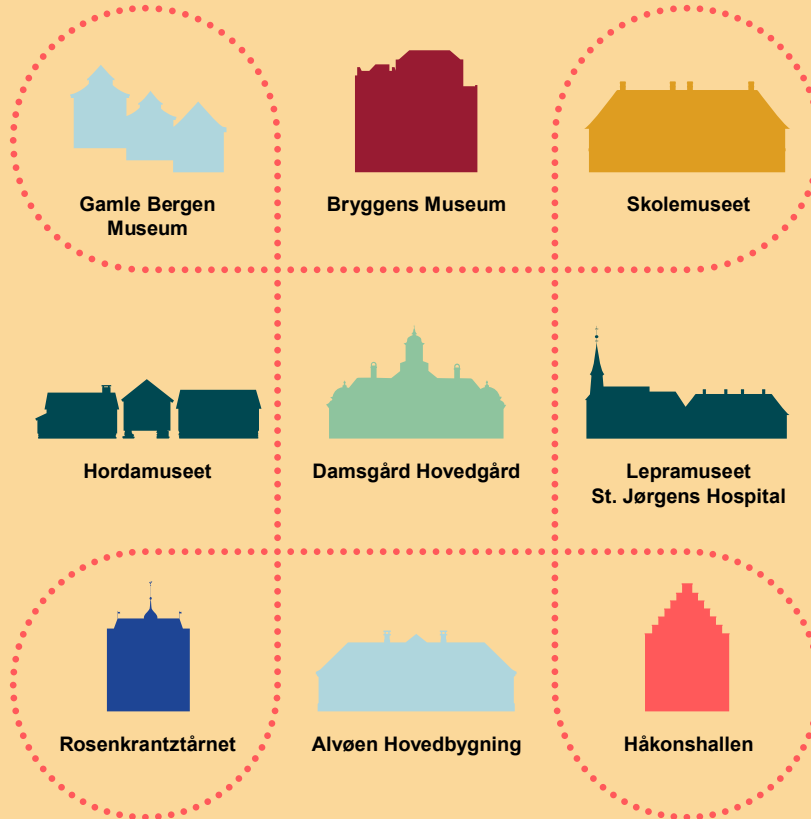 Gamle Bergen
Museum
Bryggens Museum
Skolemuseet
Hordamuseet
Damsgård Hovedgård
Lepramuseet
St. Jørgens Hospital
Rosenkrantztårnet
Alvøen Hovedbygning
Håkonshallen